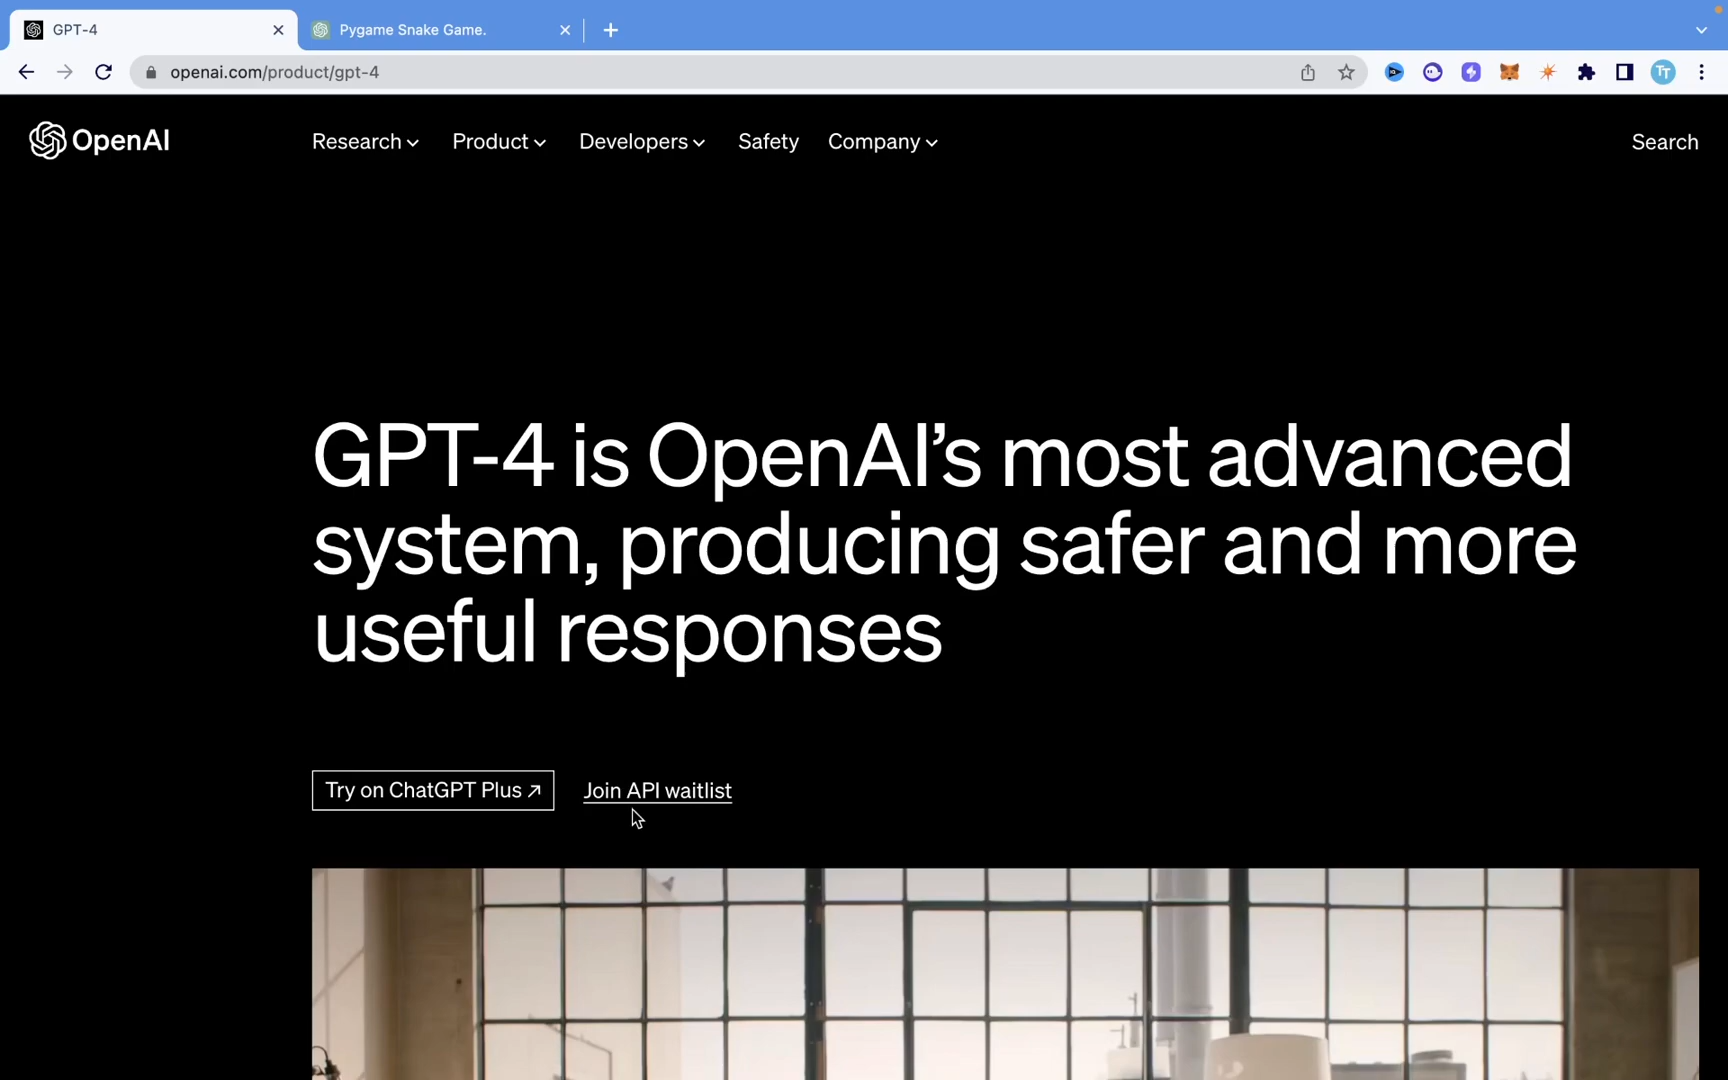 GPT-4
Pygame Snake Game.
openai.com/product/gpt-4
TT
OpenAI
Research
Product
Developers
Safety
Company
Search
GPT-4 is OpenAI’s most advanced
system, producing safer and more
useful responses
Try on ChatGPT Plus ↗
Join API waitlist